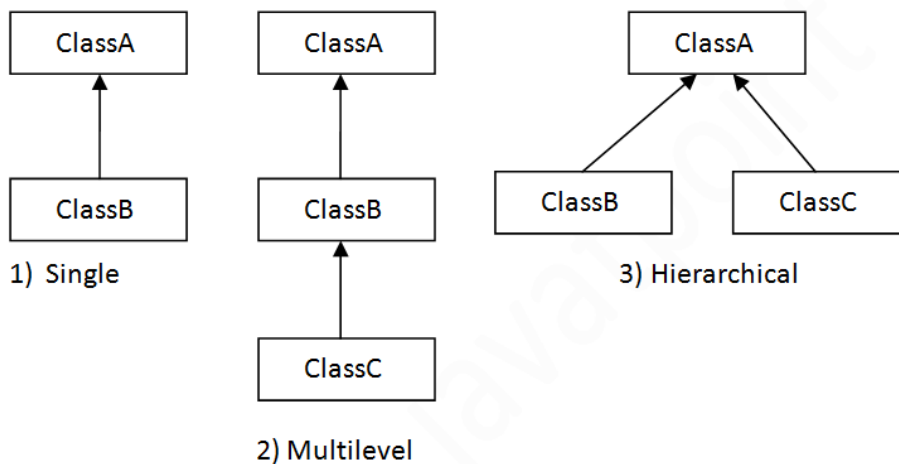 ClassA
ClassB
1) Single
ClassA
ClassB
ClassC
2) Multilevel
ClassA
ClassB
ClassC
3) Hierarchical